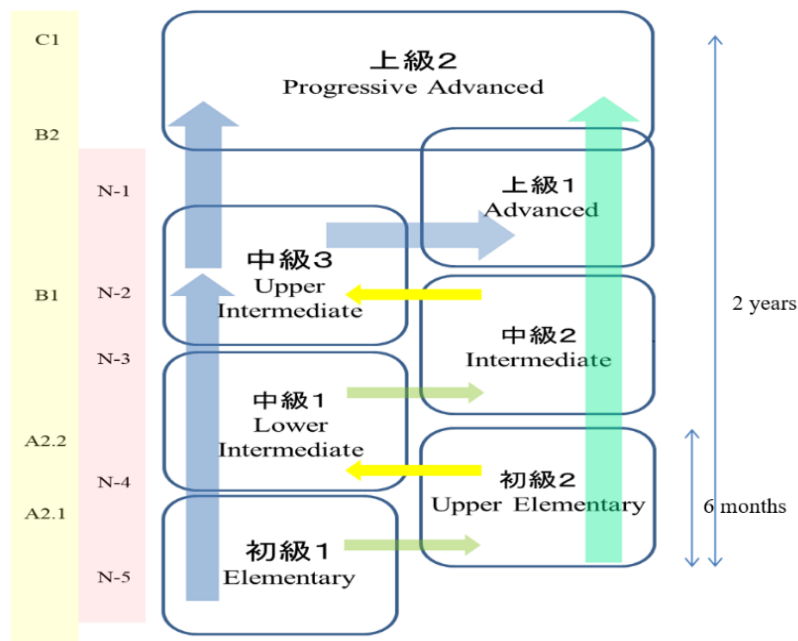 C1
B2
B1
A2.2
A2.1
N-1
N-2
N-3
N-4
N-5
上級2
Progressive Advanced
上級1
Advanced
中級3
Upper
Intermediate
中級2
Intermediate
中級1
Lower
Intermediate
初級2
Upper Elementary
初級1
Elementary
2 years
6 months